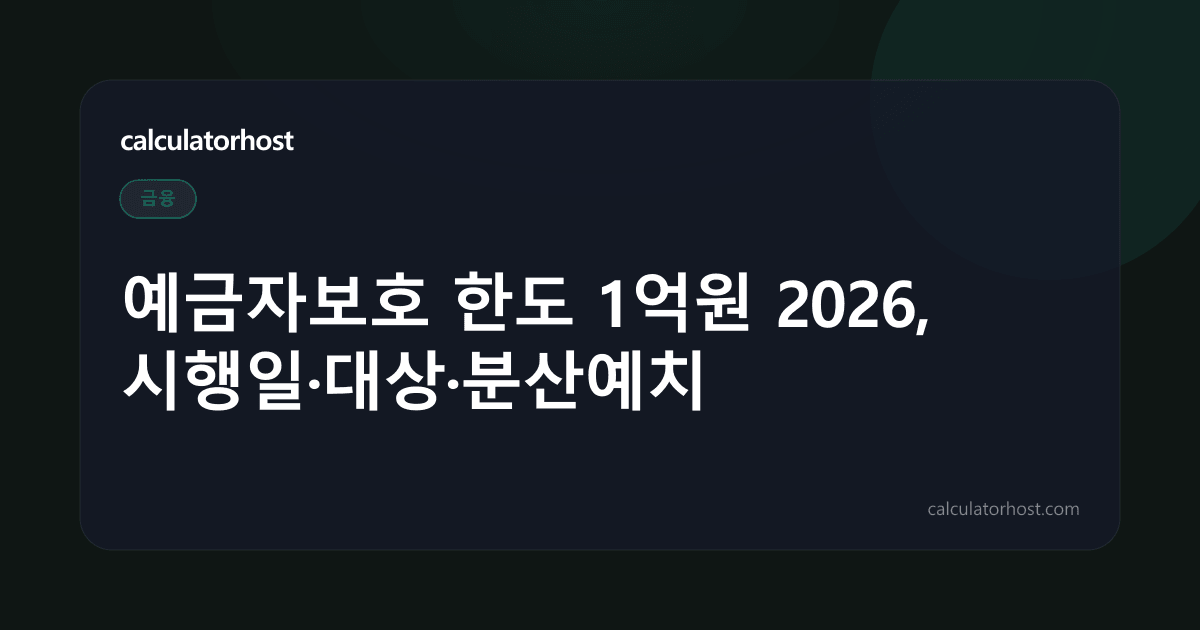 calculatorhost
금융
예금자보호 한도 1억원 2026,
시행일·대상·분산예치
calculatorhost.com